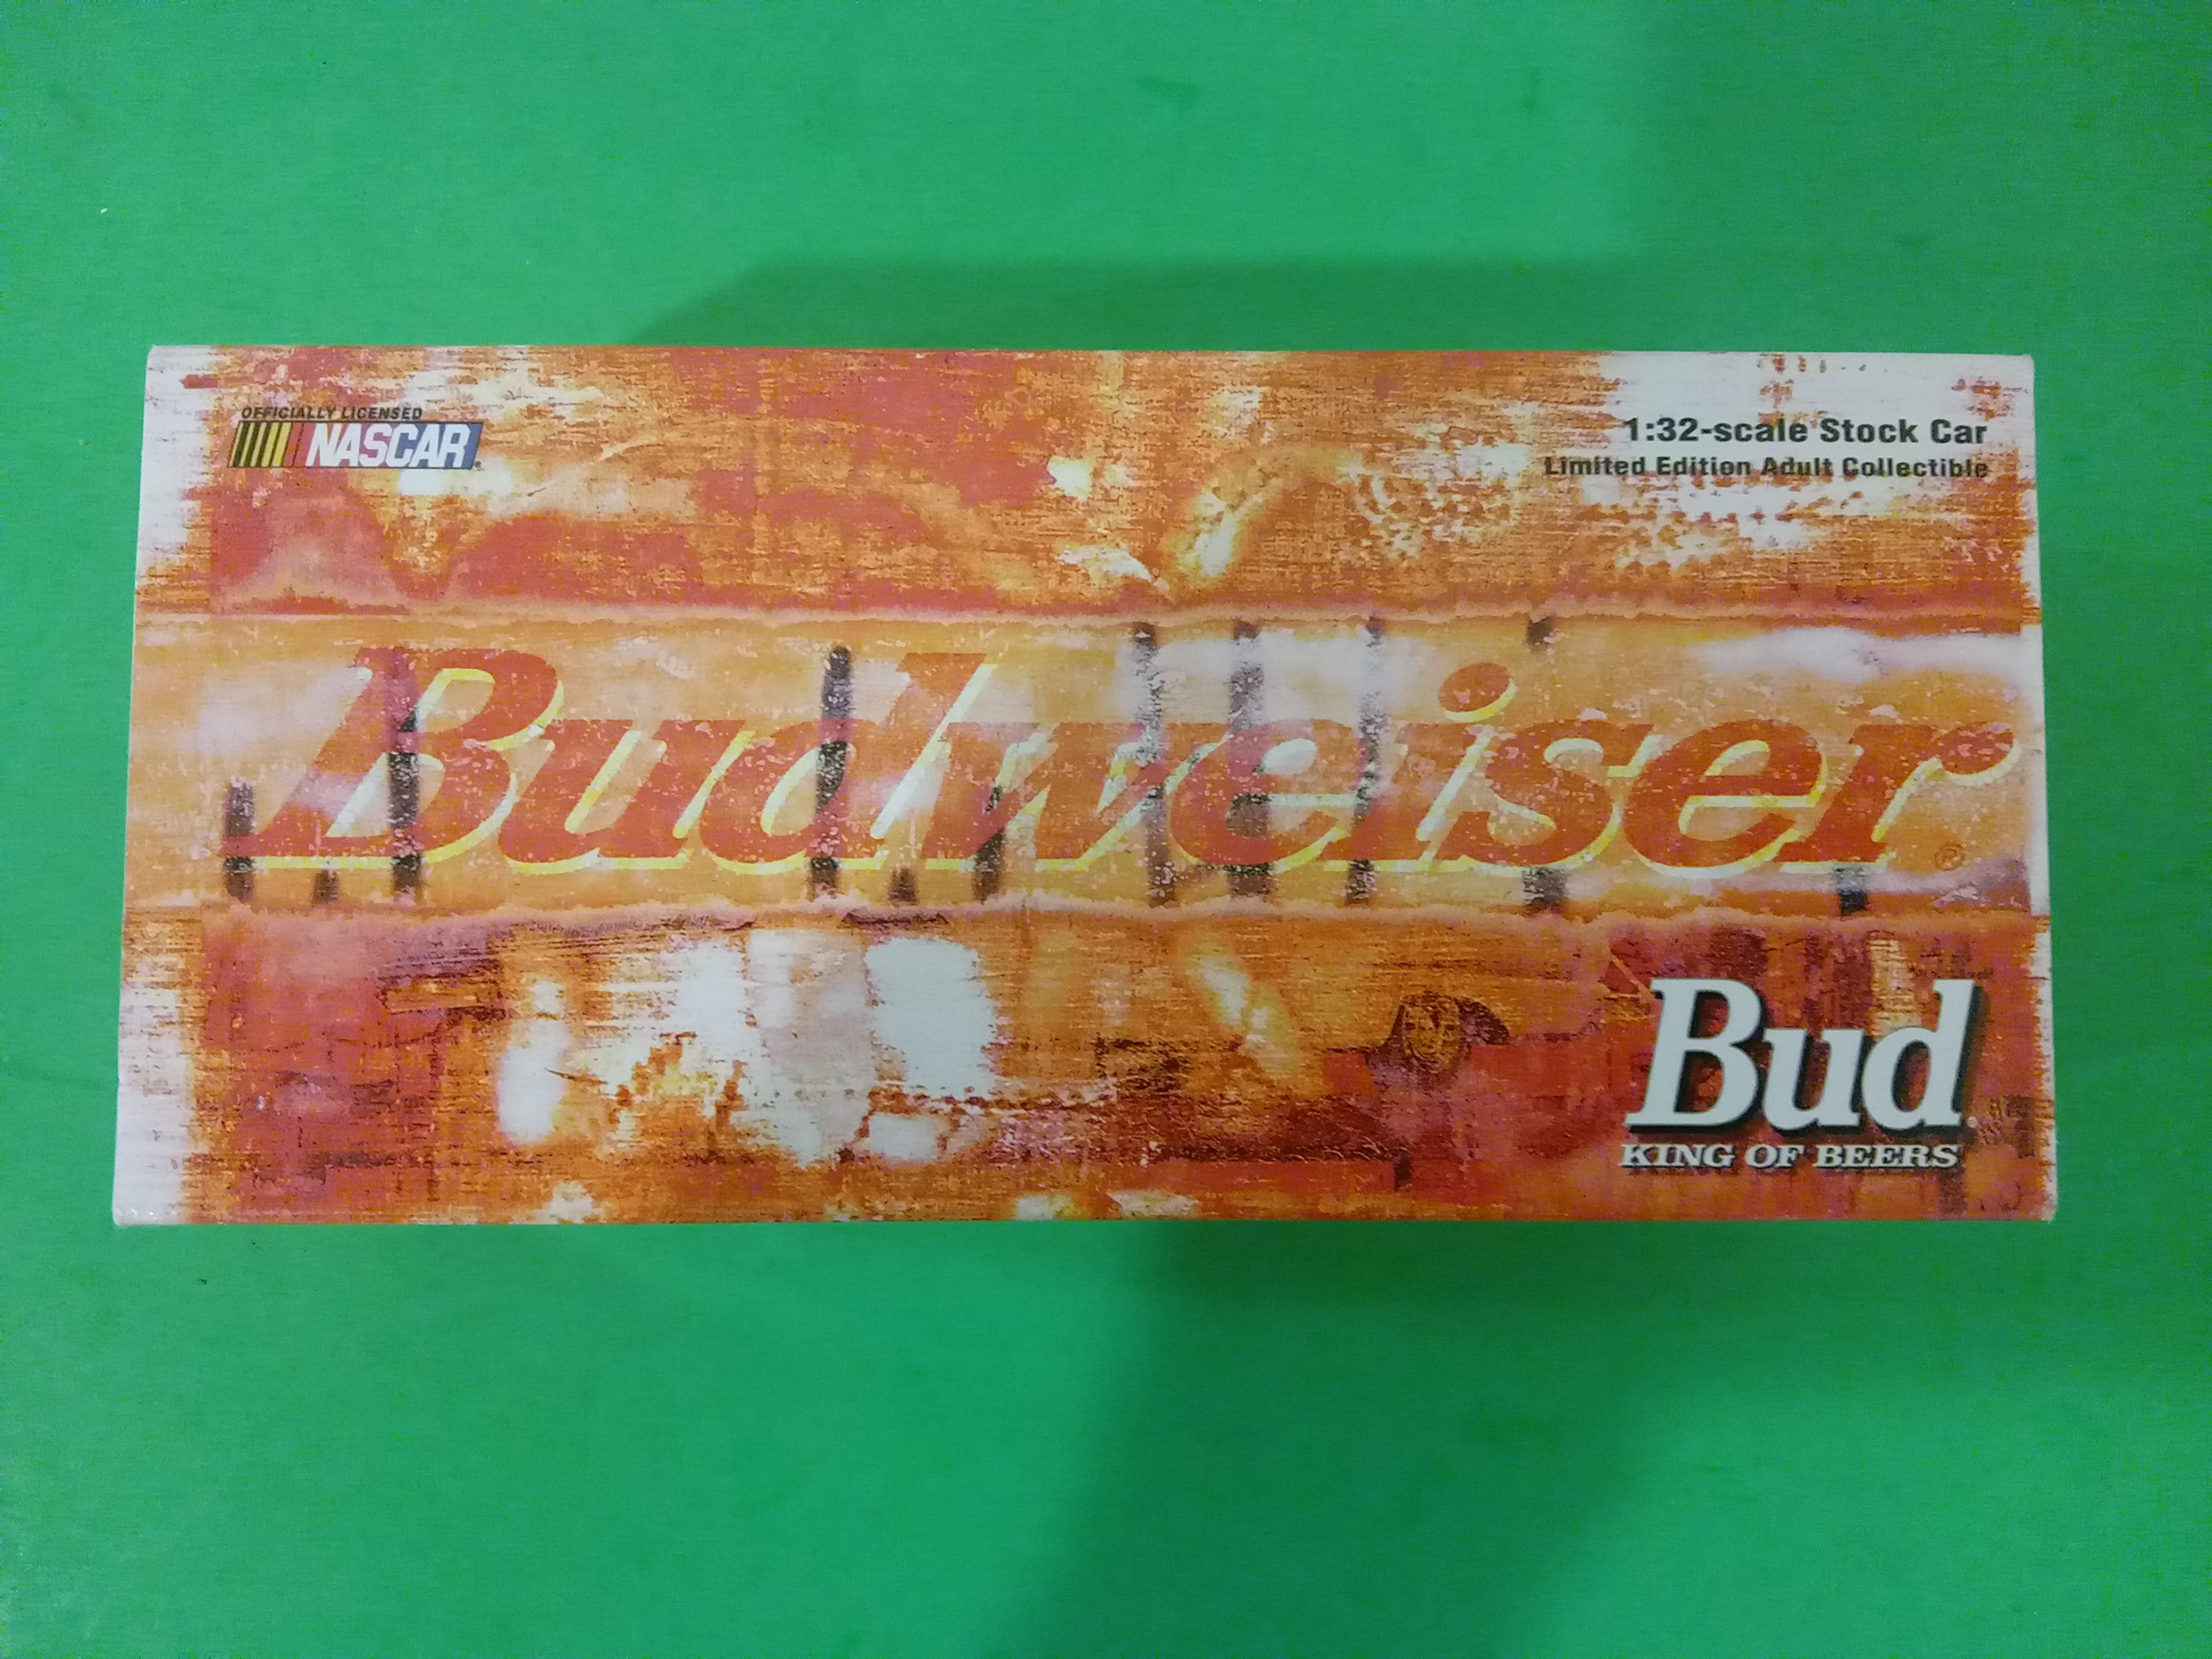 OFFICIALLY LICENSED
NASCAR
1:32-scale Stock Car
Limited Edition Adult Collectible
Budweiser®
Bud
KING OF BEERS